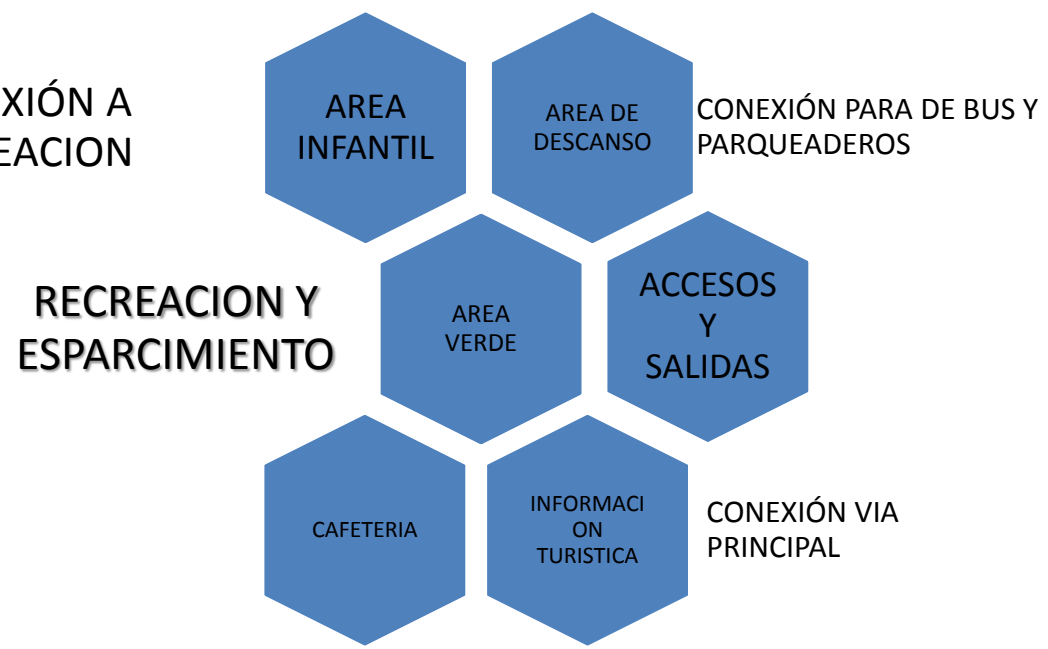 XIÓN A
EACION
AREA
INFANTIL
AREA DE
DESCANSO
CONEXIÓN PARA DE BUS Y
PARQUEADEROS
RECREACION Y
ESPARCIMIENTO
AREA
VERDE
ACCESOS
Y
SALIDAS
CAFETERIA
INFORMACI
ON
TURISTICA
CONEXIÓN VIA
PRINCIPAL